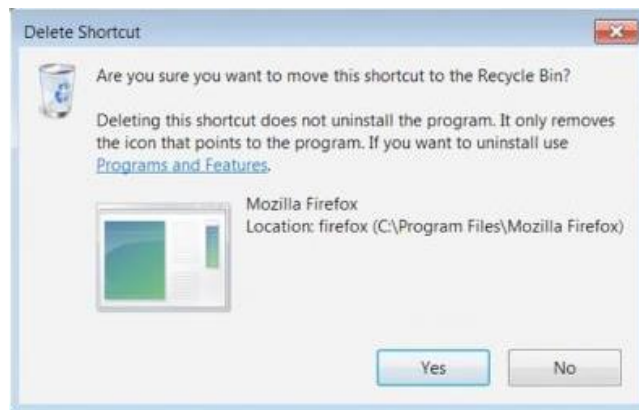 Delete Shortcut
Are you sure you want to move this shortcut to the Recycle Bin?
Deleting this shortcut does not uninstall the program. It only removes
the icon that points to the program. If you want to uninstall use
Programs and Features.
Mozilla Firefox
Location: firefox (C:\Program Files\Mozilla Firefox)
Yes
No